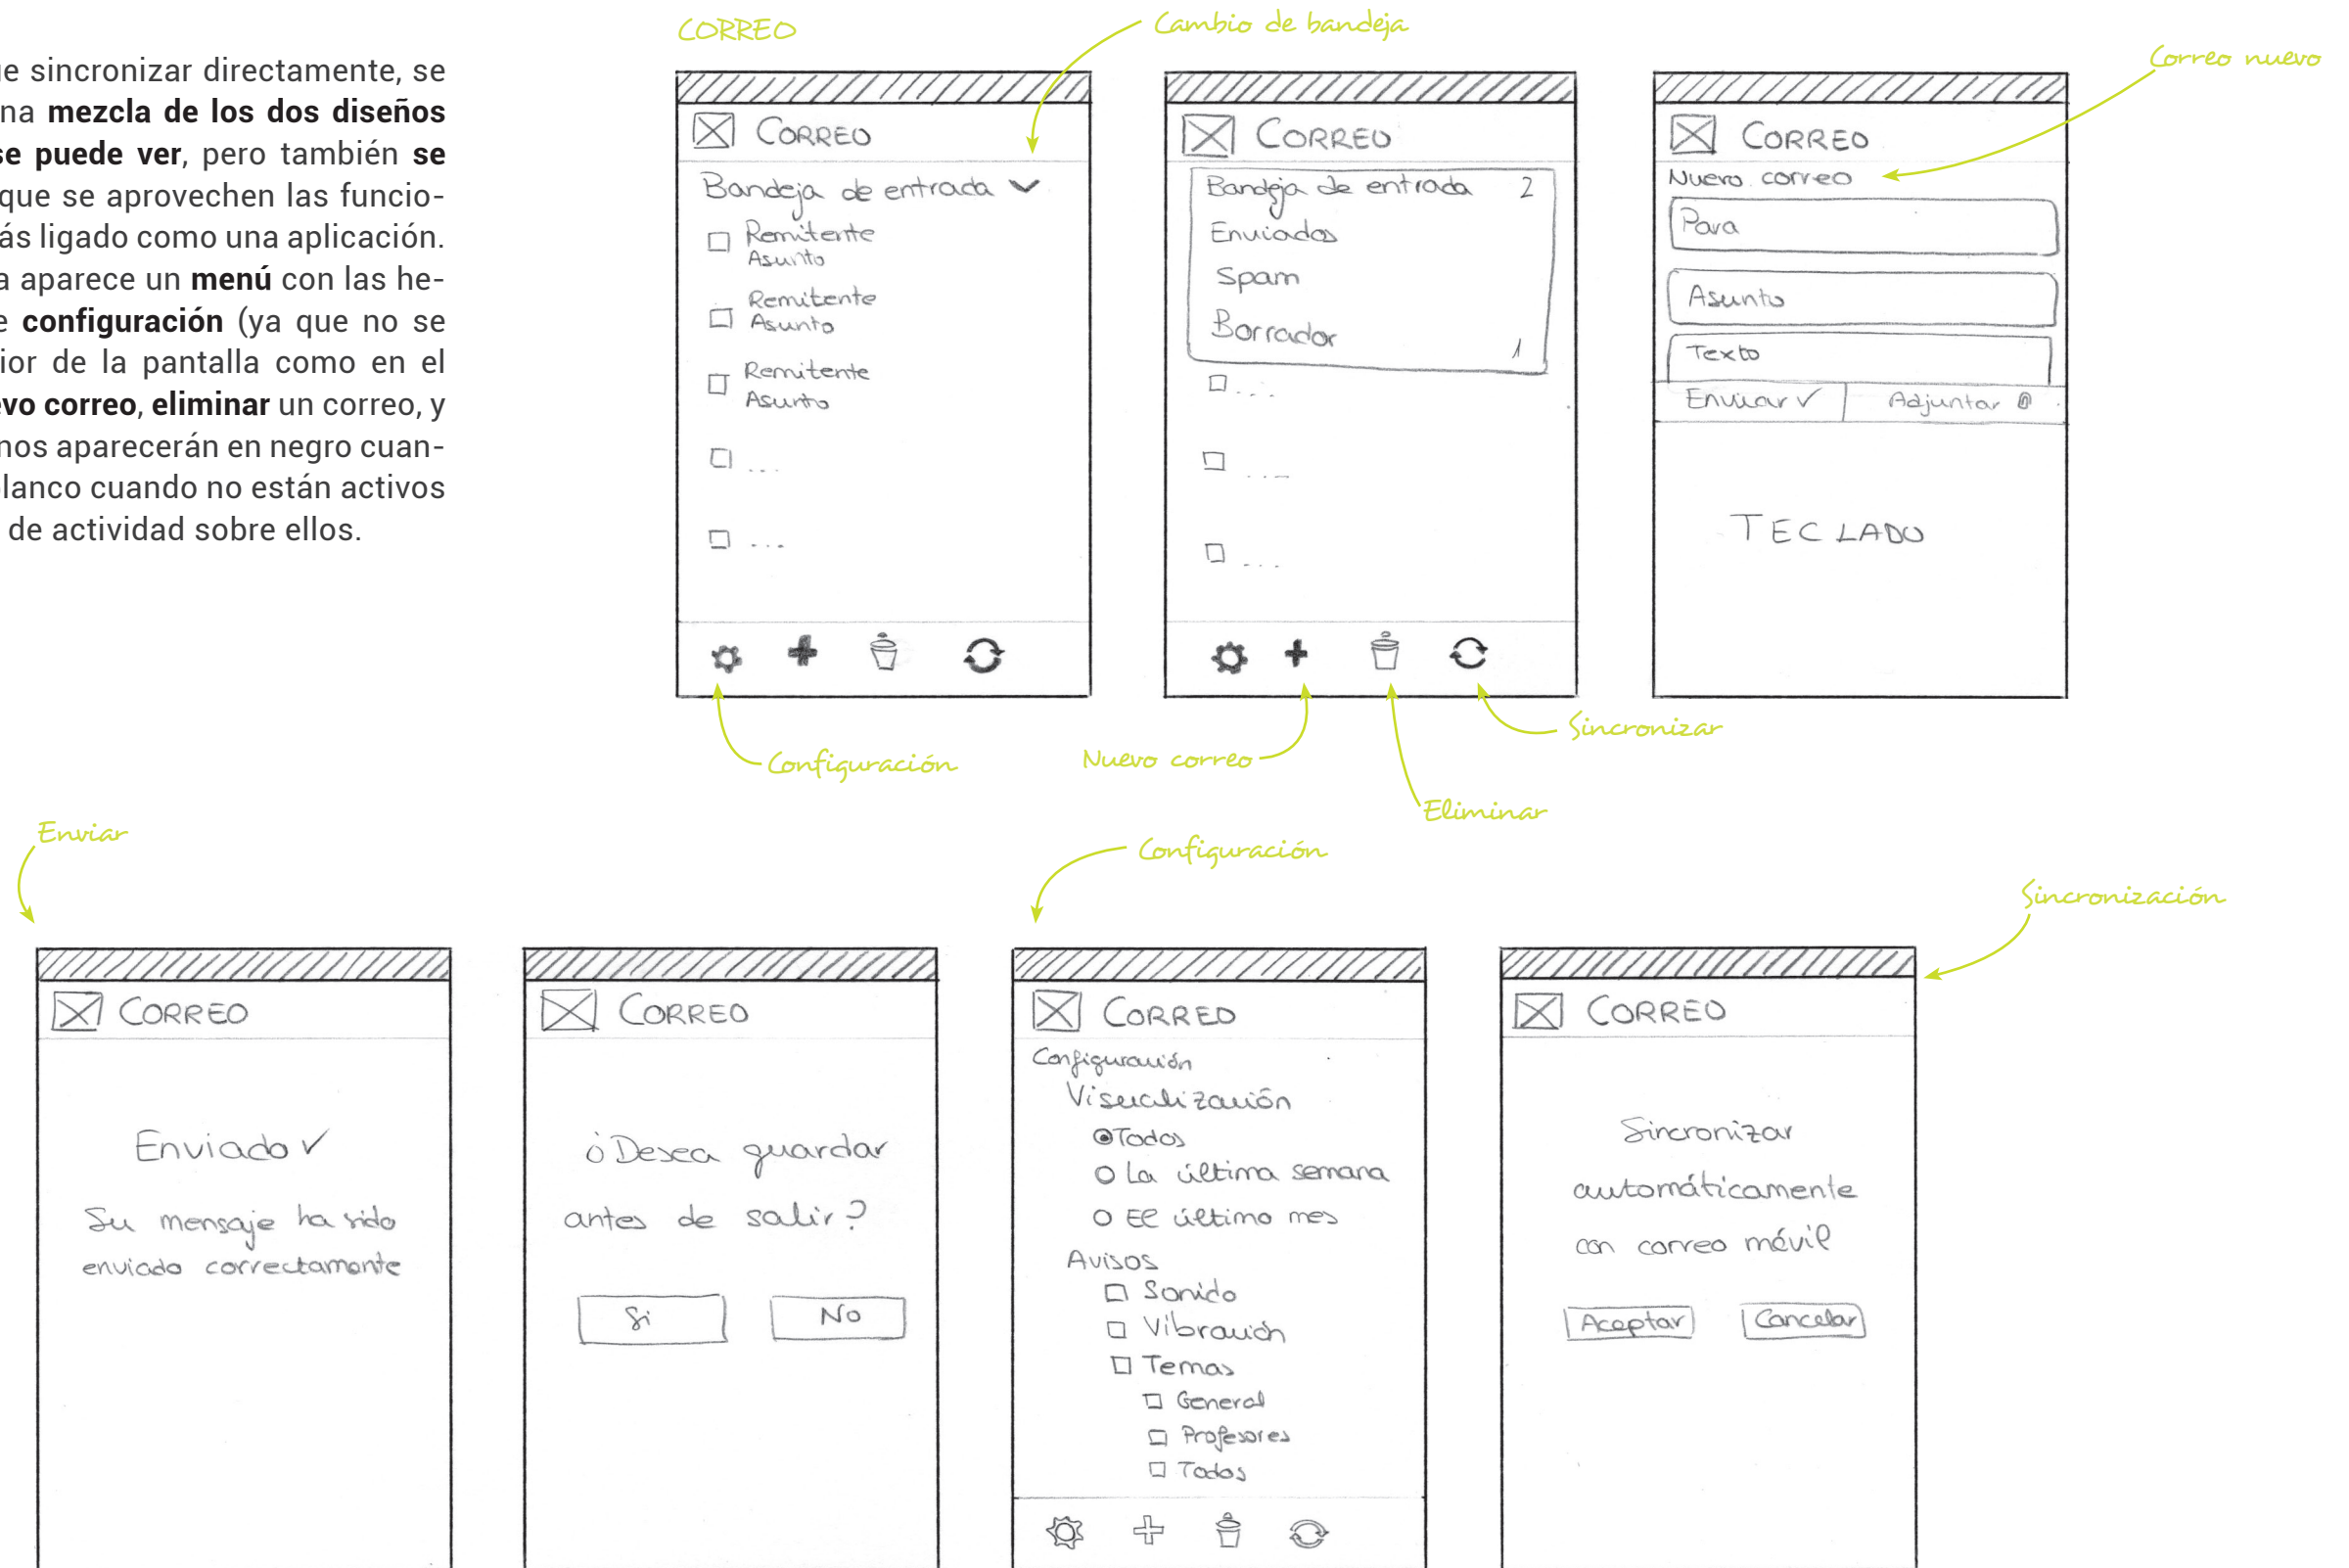 ue sincronizar directamente, se
na mezcla de los dos diseños
se puede ver, pero también se
que se aprovechen las funcio-
ás ligado como una aplicación.
a aparece un menú con las he-
e configuración (ya que no se
ior de la pantalla como en el
evo correo, eliminar un correo, y
nos aparecerán en negro cuan-
blanco cuando no están activos
de actividad sobre ellos.
CORREO
Cambio de bandeja
Correo nuevo
CORREO
Bandeja de entrada
Remitente
Asunto
Remitente
Asunto
Remitente
Asunto
...
...
CORREO
Bandeja de entrada 2
Enviados
Spam
Borrador 1
...
...
...
CORREO
Nuevo correo
Para
Asunto
Texto
Enviar ✓ Adjuntar
TECLADO
Configuración
Nuevo correo
Eliminar
Sincronizar
Enviar
Configuración
Sincronización
CORREO
Enviado ✓
Su mensaje ha sido
enviado correctamente
CORREO
¿Desea guardar
antes de salir?
Si No
CORREO
Configuración
Visualización
Todos
La última semana
El último mes
Avisos
Sonido
Vibración
Temas
General
Profesores
Todos
CORREO
Sincronizar
automáticamente
con correo móvil
Aceptar Cancelar